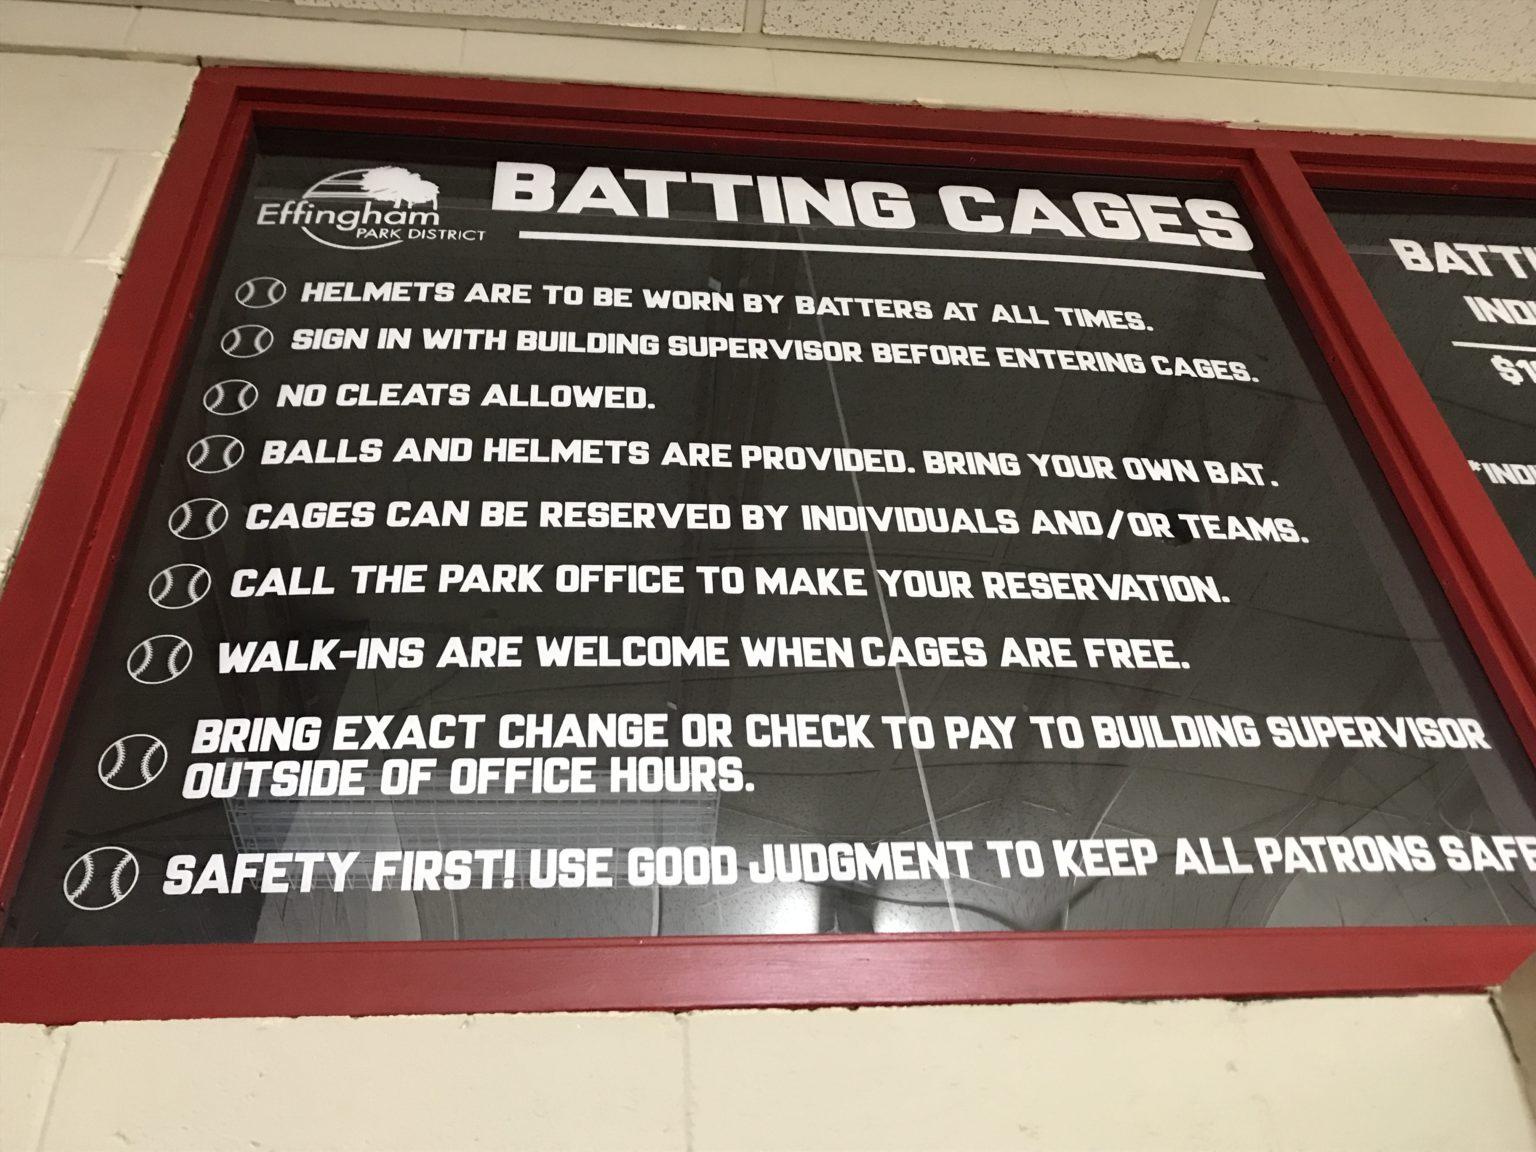 Effingham
PARK DISTRICT
BATTING CAGES
HELMETS ARE TO BE WORN BY BATTERS AT ALL TIMES.
SIGN IN WITH BUILDING SUPERVISOR BEFORE ENTERING CAGES.
NO CLEATS ALLOWED.
BALLS AND HELMETS ARE PROVIDED. BRING YOUR OWN BAT.
CAGES CAN BE RESERVED BY INDIVIDUALS AND/OR TEAMS.
CALL THE PARK OFFICE TO MAKE YOUR RESERVATION.
WALK-INS ARE WELCOME WHEN CAGES ARE FREE.
BRING EXACT CHANGE OR CHECK TO PAY TO BUILDING SUPERVISOR
OUTSIDE OF OFFICE HOURS.
SAFETY FIRST! USE GOOD JUDGMENT TO KEEP ALL PATRONS SAFE